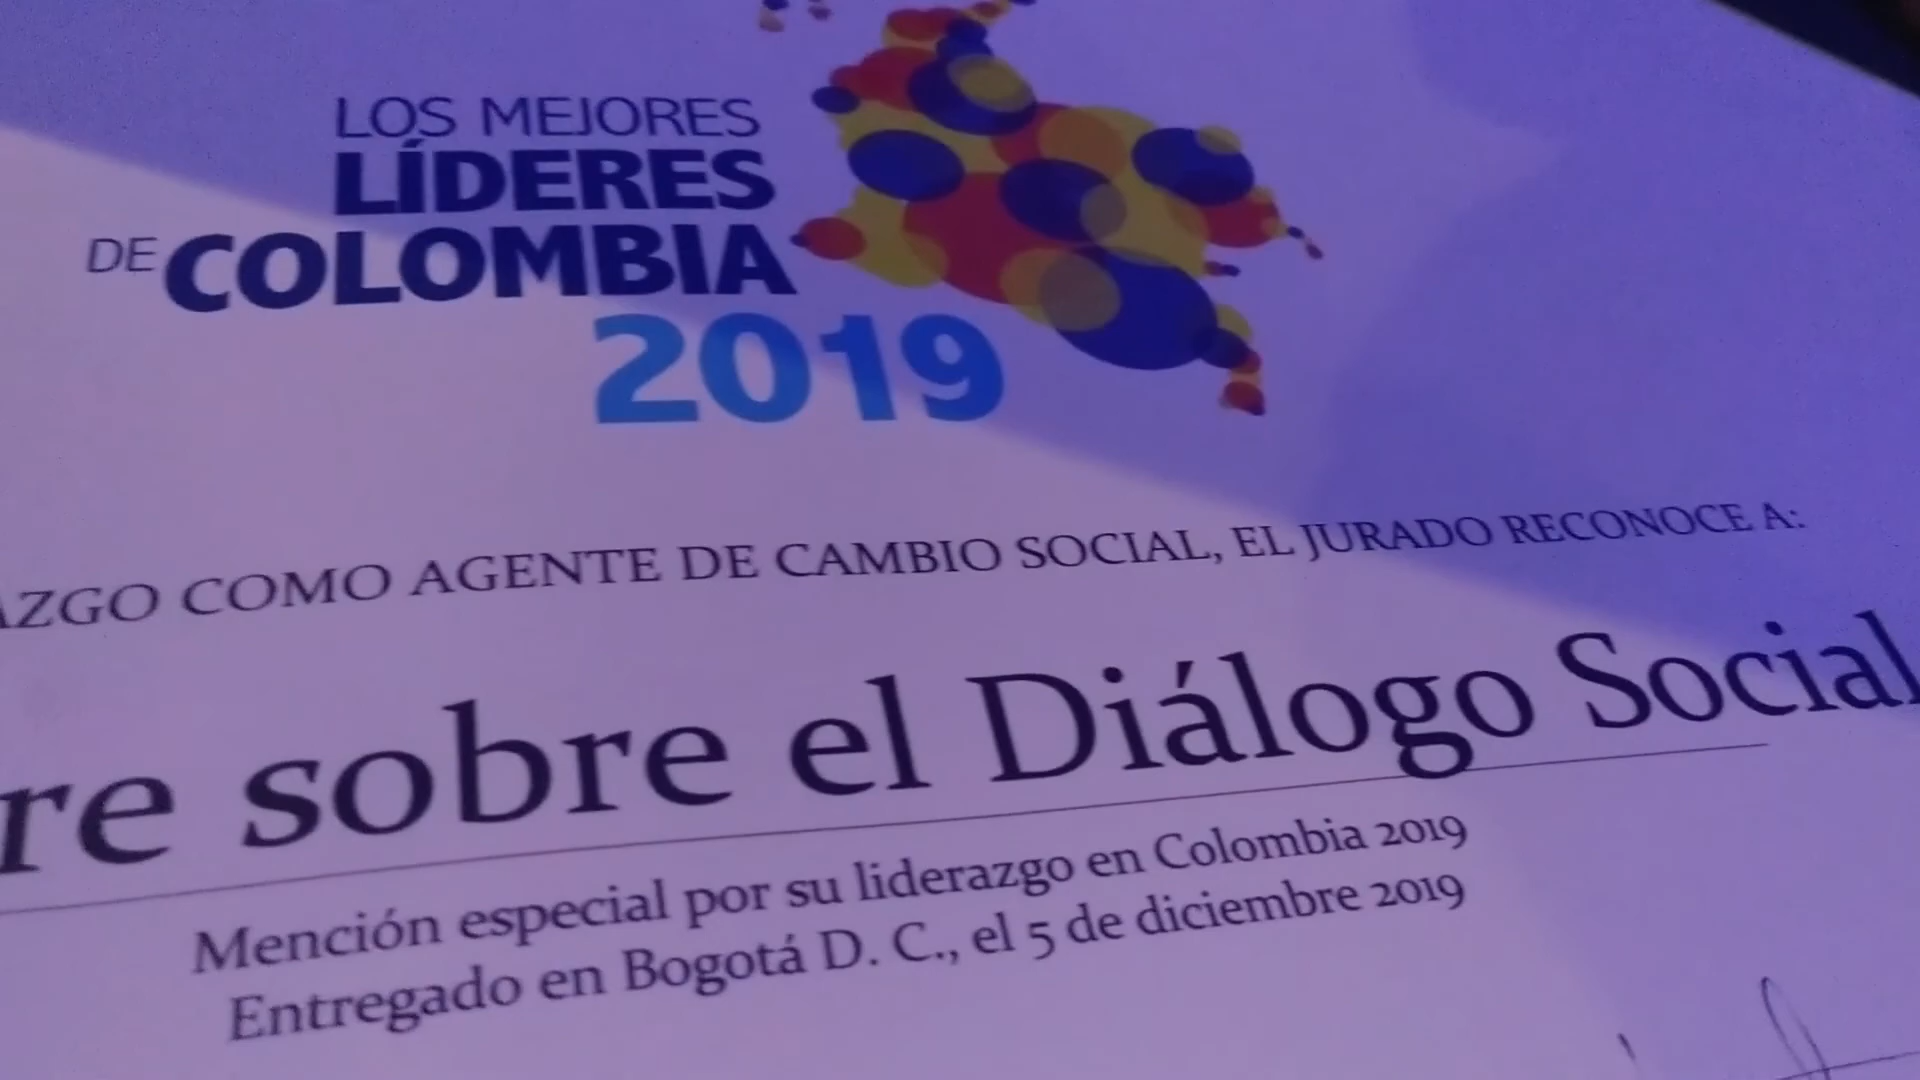 LOS MEJORES
LÍDERES
DE COLOMBIA
2019
AZGO COMO AGENTE DE CAMBIO SOCIAL, EL JURADO RECONOCE A:
re sobre el Diálogo Social
Mención especial por su liderazgo en Colombia 2019
Entregado en Bogotá D. C., el 5 de diciembre 2019